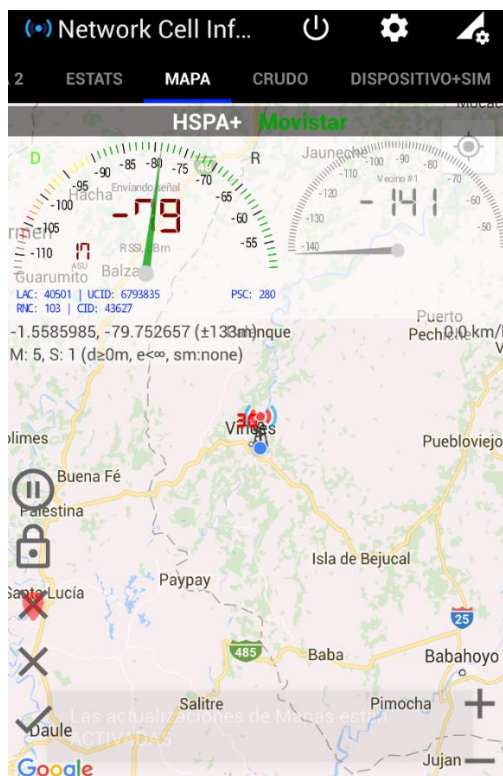 Network Cell Inf...
A 2 ESTATS MAPA CRUDO DISPOSITIVO+SIM
HSPA+ Movistar
D R
-110 -105 -100 -95 -90 -85 -80 -75 -70 -65 -60 -55
Enviando señal
-79
RSSI, dBm
17
ASU
Vecino #1
-141
-140 -130 -120 -110 -100 -90 -80 -70 -60
Jauneche
Hacha
Guarumito
Balza
LAC: 40501 | UCID: 6793835 PSC: 280
RNC: 103 | CID: 43627
Puerto
Pechiche
-1.5585985, -79.752657 (±133m) 0.0 km/
M: 5, S: 1 (d≥0m, e<∞, sm:none)
36
Vinces
olimes
Pueblo viejo
Buena Fé
Palestina
Isla de Bejucal
Santa Lucía
Paypay
25
485
Baba
Babahoyo
Salitre
Pimocha
Las actualizaciones de Mapas están
ACTIVADAS
Daule
Jujan
Google